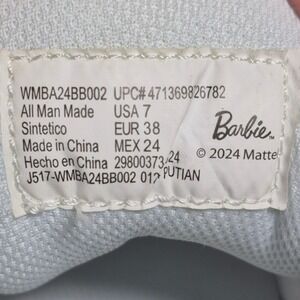 WMBA24BB002 UPC# 471369826782
All Man Made USA 7
Sintetico EUR 38
Made in China MEX 24
Hecho en China 29800373 24
J517-WMBA24BB002 012 PUTIAN
Barbie
© 2024 Mattel